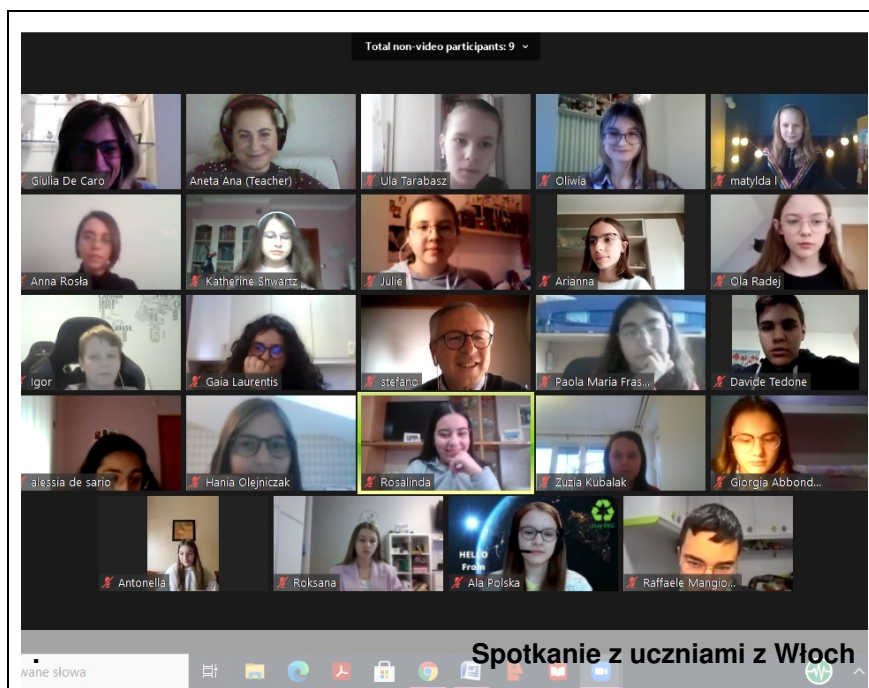 Total non-video participants: 9
Giulia De Caro
Aneta Ana (Teacher)
Ula Tarabasz
Oliwia
matylda l
Anna Rosła
Katherine Shwartz
Julie
Arianna
Ola Radej
Igor
Gaia Laurentis
stefano
Paola Maria Fras...
Davide Tedone
alessia de sario
Hania Olejniczak
Rosalinda
Zuzia Kubalak
Giorgia Abbond...
Antonella
Roksana
HELLO
From
Ala Polska
Raffaele Mangio...
. Spotkanie z uczniami z Włoch
wane słowa